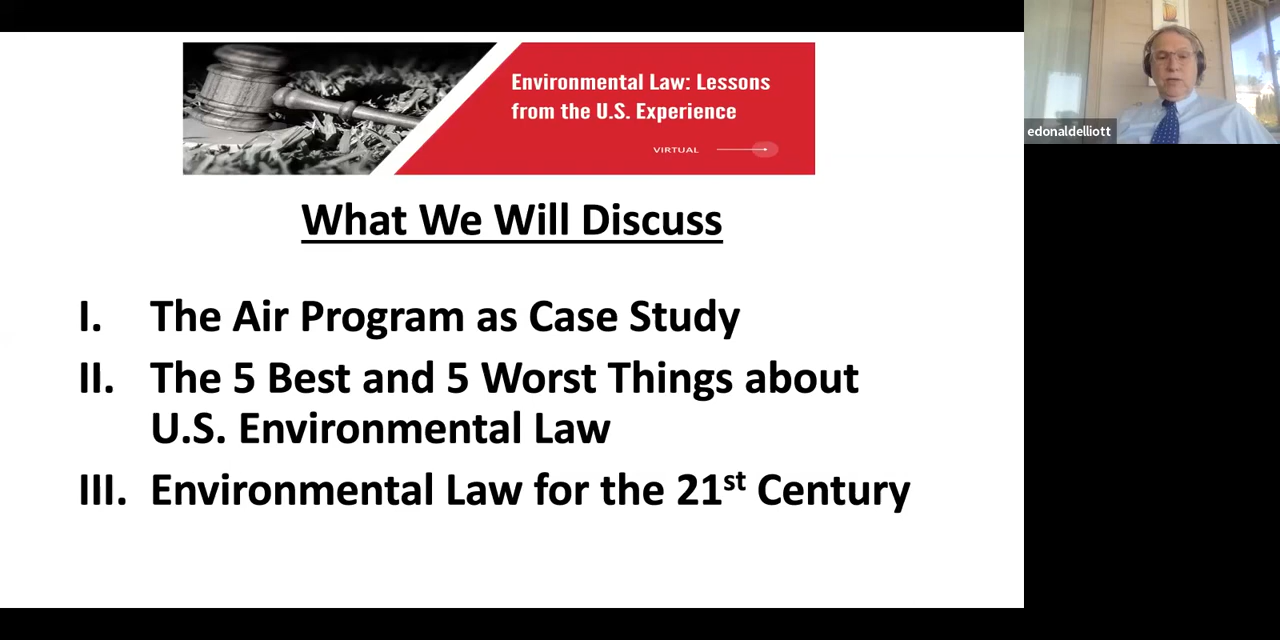 Environmental Law: Lessons
from the U.S. Experience
VIRTUAL
edonaldelliott
What We Will Discuss
I. The Air Program as Case Study
II. The 5 Best and 5 Worst Things about
U.S. Environmental Law
III. Environmental Law for the 21st Century